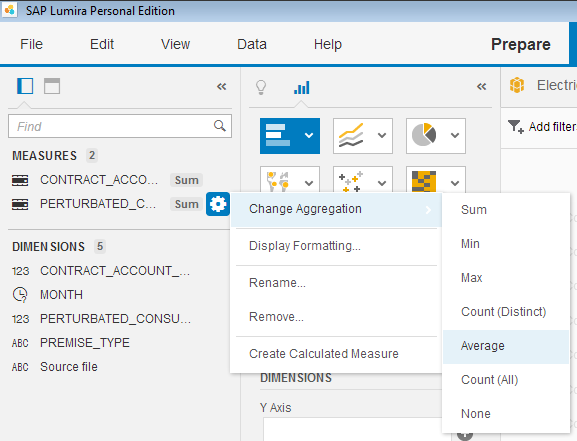 SAP Lumira Personal Edition
File Edit View Data Help Prepare
« «
Electric
Find
Add filter
MEASURES 2
CONTRACT_ACCO... Sum
PERTURBATED_C... Sum
Change Aggregation
Display Formatting...
Rename...
Remove...
Create Calculated Measure
Sum
Min
Max
Count (Distinct)
Average
Count (All)
None
DIMENSIONS 5
123 CONTRACT_ACCOUNT_...
MONTH
123 PERTURBATED_CONSU...
ABC PREMISE_TYPE
ABC Source file
DIMENSIONS
Y Axis